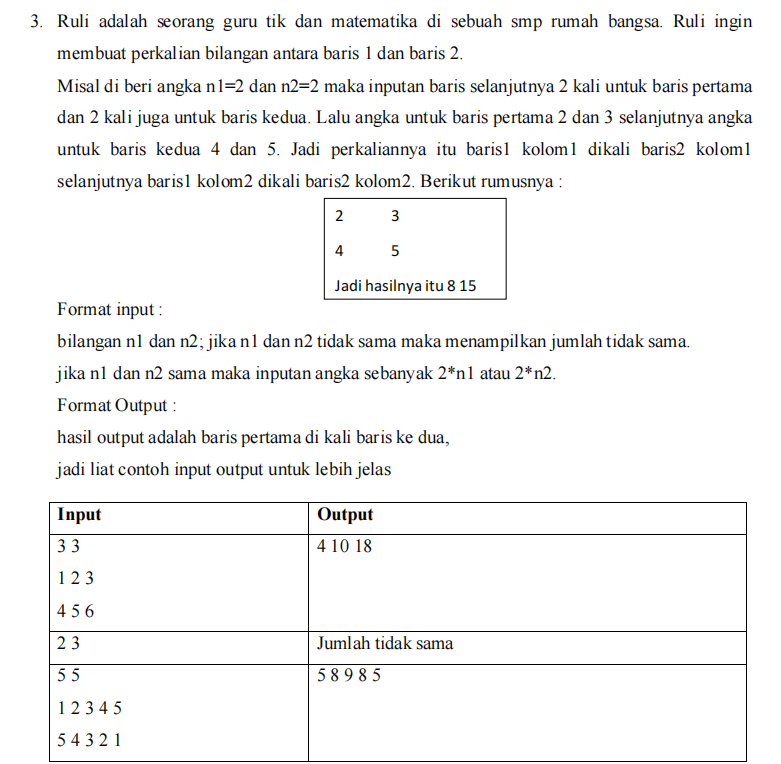 3. Ruli adalah seorang guru tik dan matematika di sebuah smp rumah bangsa. Ruli ingin
membuat perkalian bilangan antara baris 1 dan baris 2.
Misal di beri angka n1=2 dan n2=2 maka inputan baris selanjutnya 2 kali untuk baris pertama
dan 2 kali juga untuk baris kedua. Lalu angka untuk baris pertama 2 dan 3 selanjutnya angka
untuk baris kedua 4 dan 5. Jadi perkaliannya itu baris1 kolom1 dikali baris2 kolom1
selanjutnya baris1 kolom2 dikali baris2 kolom2. Berikut rumusnya :
2 3
4 5
Jadi hasilnya itu 8 15
Format input :
bilangan n1 dan n2; jika n1 dan n2 tidak sama maka menampilkan jumlah tidak sama.
jika n1 dan n2 sama maka inputan angka sebanyak 2*n1 atau 2*n2.
Format Output :
hasil output adalah baris pertama di kali baris ke dua,
jadi liat contoh input output untuk lebih jelas
Input Output
3 3 4 10 18
1 2 3
4 5 6
2 3 Jumlah tidak sama
5 5 5 8 9 8 5
1 2 3 4 5
5 4 3 2 1